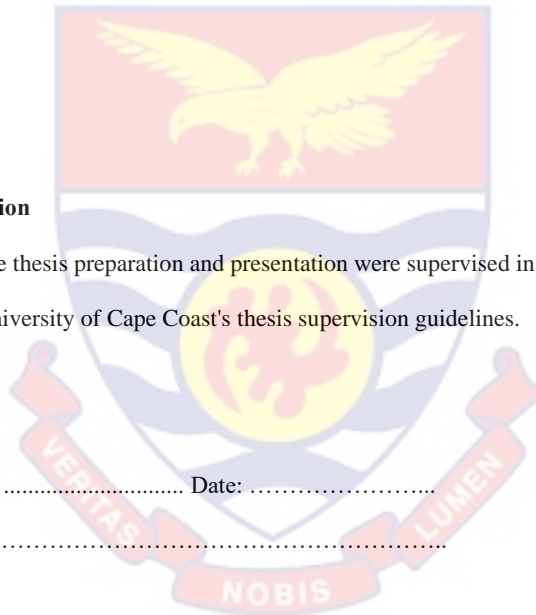 ion
e thesis preparation and presentation were supervised in
niversity of Cape Coast's thesis supervision guidelines.
.............................. Date: …………………...
……………………………………………………..
VERITAS
NOBIS
LUMEN